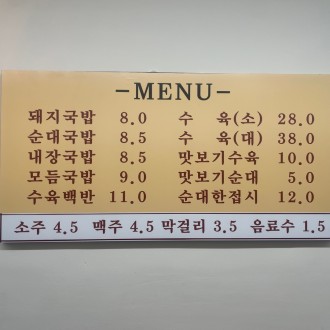 -MENU-
돼지국밥 8.0 수 육(소) 28.0
순대국밥 8.5 수 육(대) 38.0
내장국밥 8.5 맛보기수육 10.0
모듬국밥 9.0 맛보기순대 5.0
수육백반 11.0 순대한접시 12.0
소주 4.5 맥주 4.5 막걸리 3.5 음료수 1.5